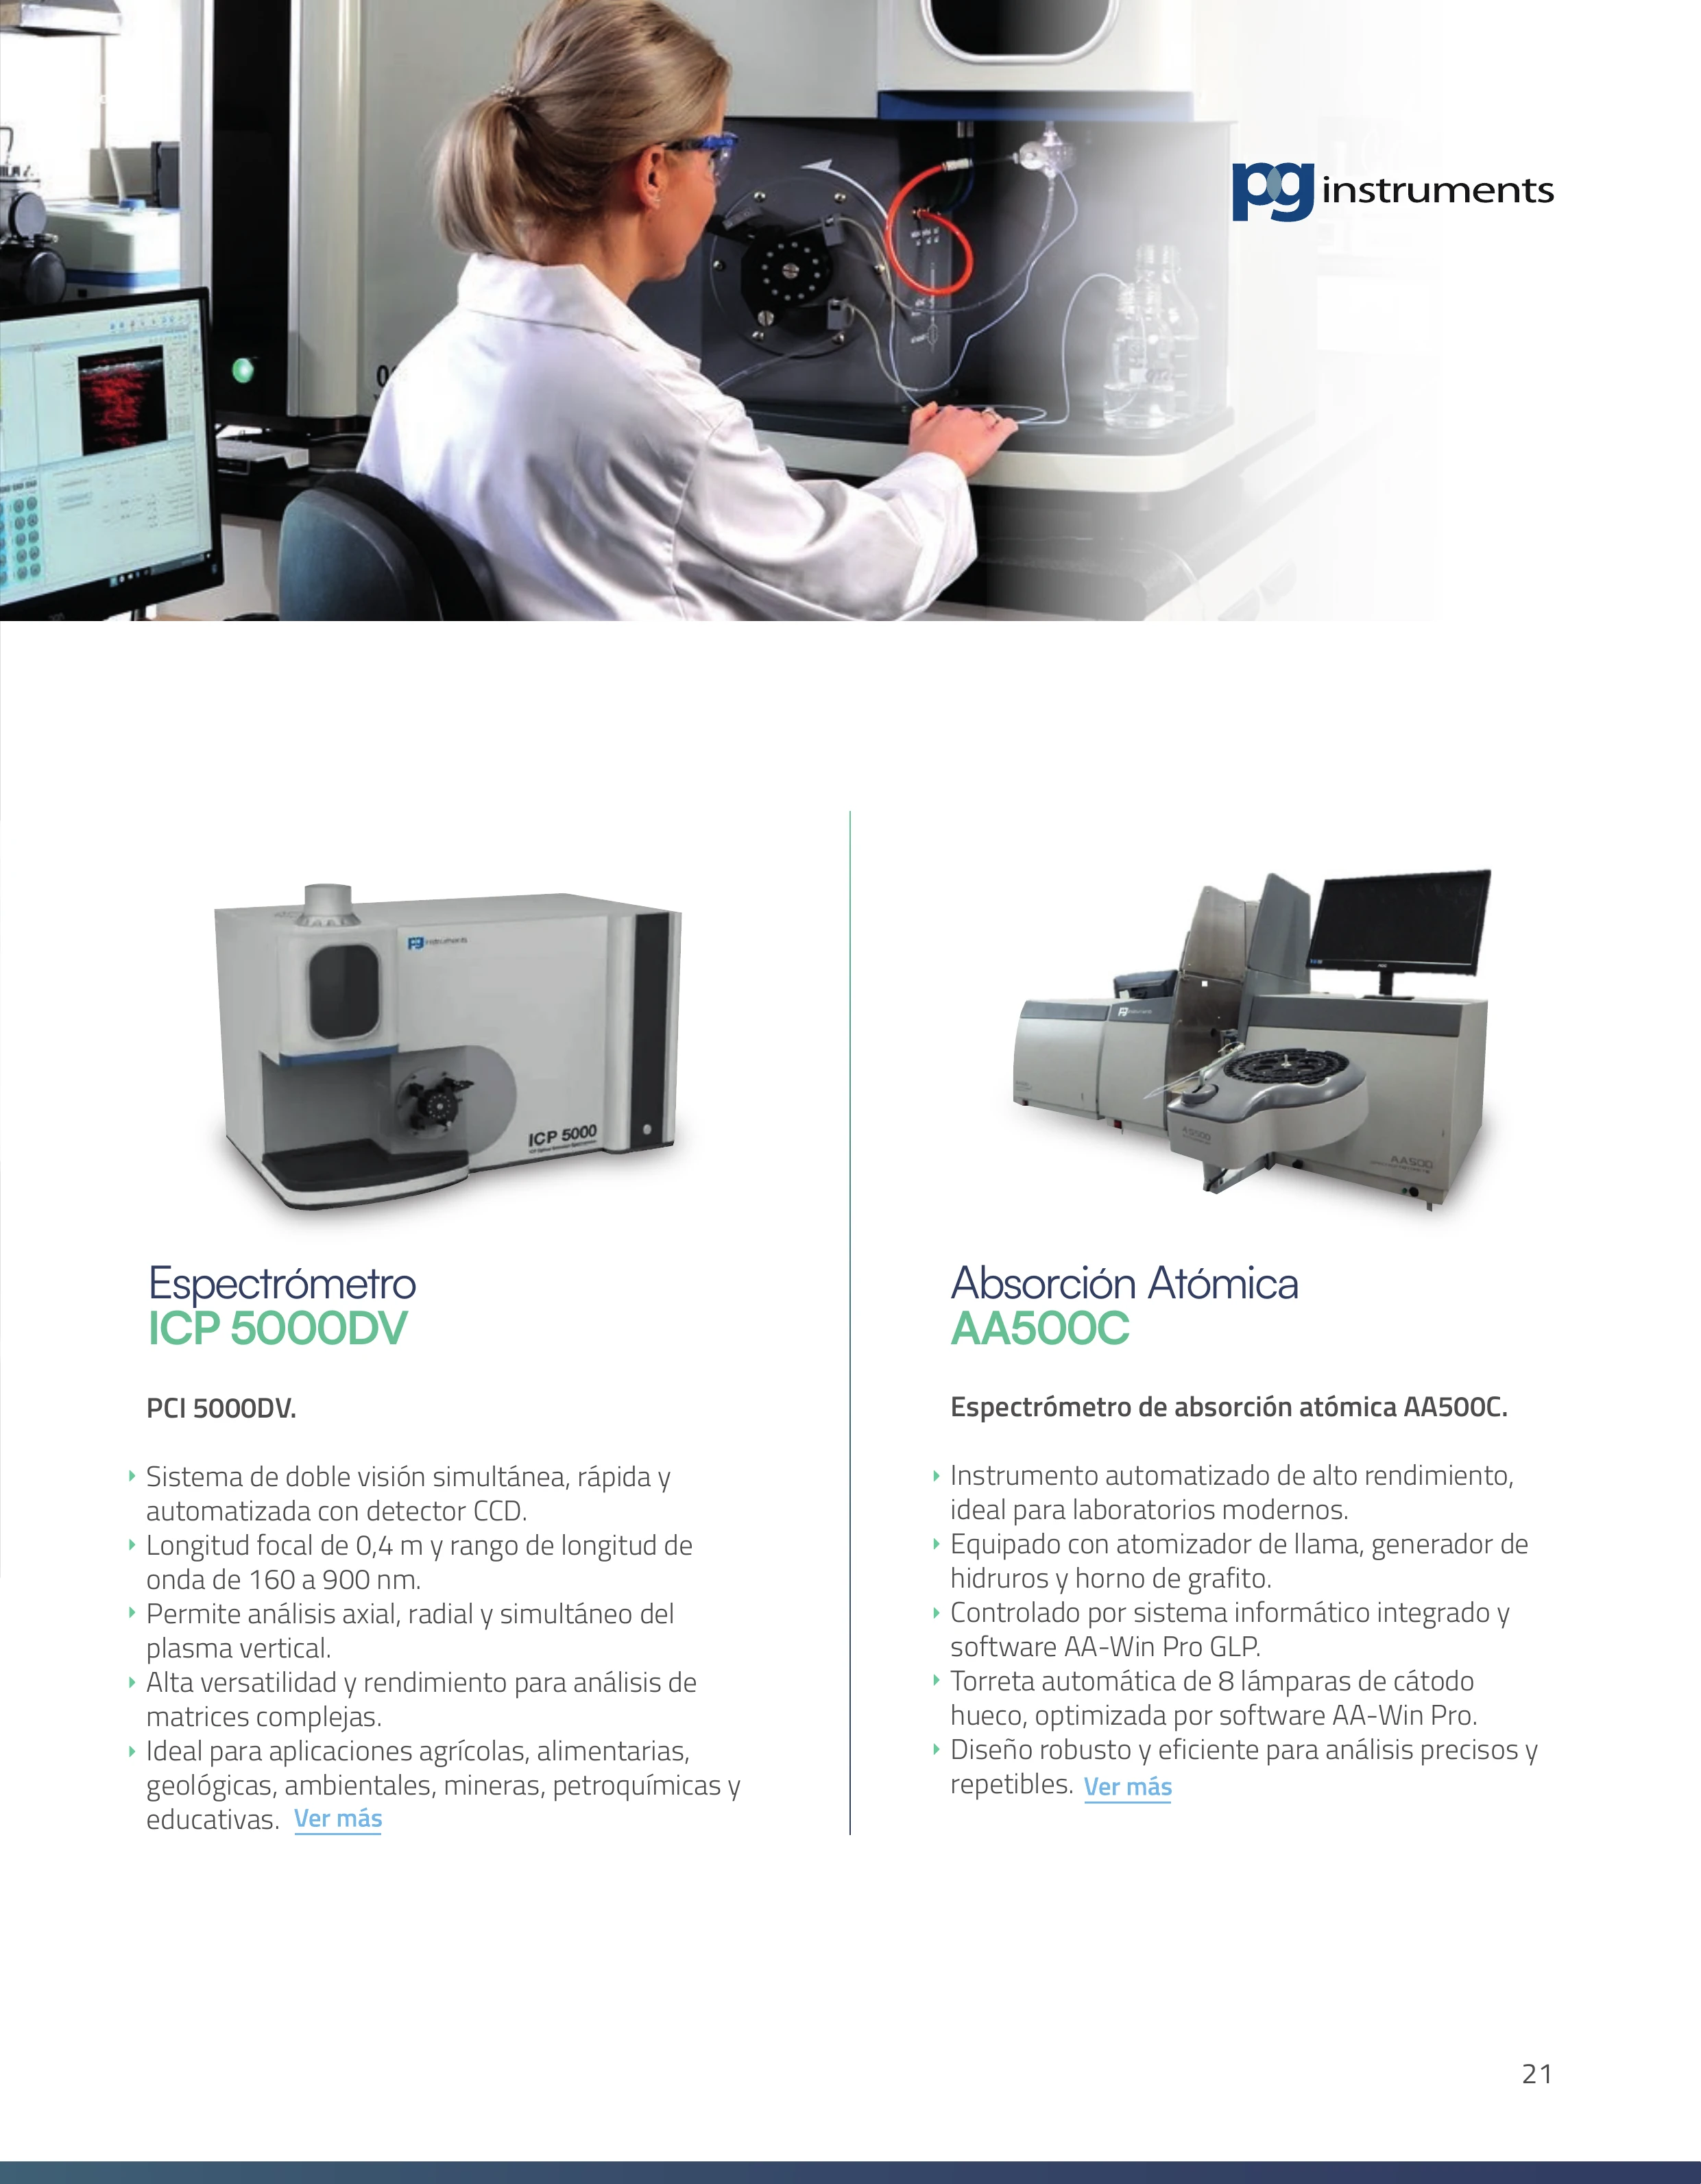 pg instruments
pg instruments
ICP 5000
Espectrómetro
ICP 5000DV
PCI 5000DV.
Sistema de doble visión simultánea, rápida y
automatizada con detector CCD.
Longitud focal de 0,4 m y rango de longitud de
onda de 160 a 900 nm.
Permite análisis axial, radial y simultáneo del
plasma vertical.
Alta versatilidad y rendimiento para análisis de
matrices complejas.
Ideal para aplicaciones agrícolas, alimentarias,
geológicas, ambientales, mineras, petroquímicas y
educativas. Ver más
pg instruments
AA500
Absorción Atómica
AA500C
Espectrómetro de absorción atómica AA500C.
Instrumento automatizado de alto rendimiento,
ideal para laboratorios modernos.
Equipado con atomizador de llama, generador de
hidruros y horno de grafito.
Controlado por sistema informático integrado y
software AA-Win Pro GLP.
Torreta automática de 8 lámparas de cátodo
hueco, optimizada por software AA-Win Pro.
Diseño robusto y eficiente para análisis precisos y
repetibles. Ver más
21